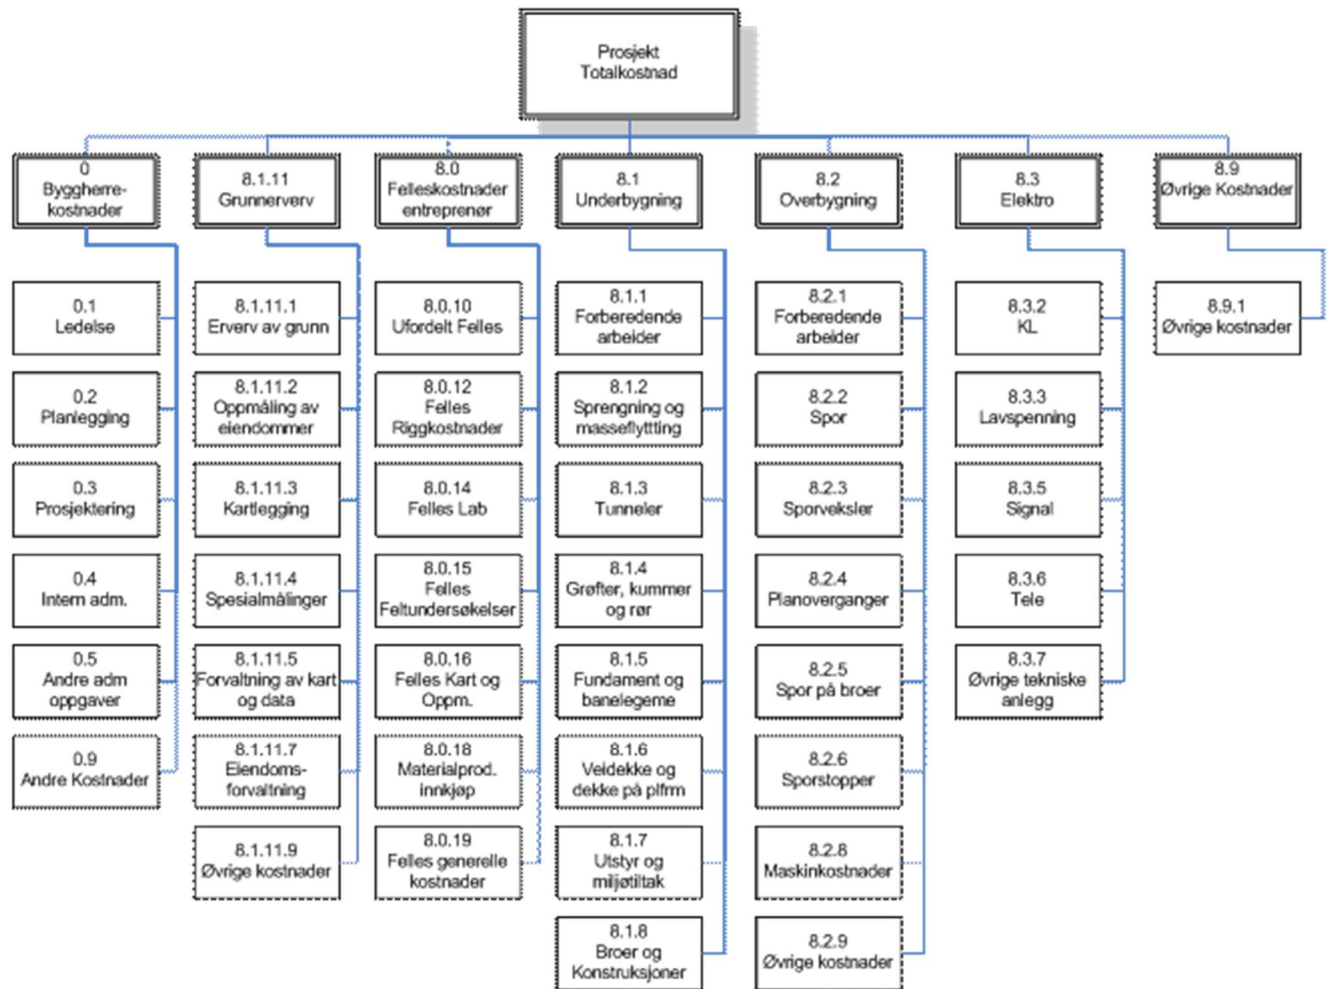 Prosjekt
Totalkostnad
0
Byggherre-
kostnader
8.1.11
Grunnerverv
8.0
Felleskostnader
entreprenør
8.1
Underbygning
8.2
Overbygning
8.3
Elektro
8.9
Øvrige Kostnader
0.1
Ledelse
0.2
Planlegging
0.3
Prosjektering
0.4
Intern adm.
0.5
Andre adm
oppgaver
0.9
Andre Kostnader
8.1.11.1
Erverv av grunn
8.1.11.2
Oppmåling av
eiendommer
8.1.11.3
Kartlegging
8.1.11.4
Spesialmålinger
8.1.11.5
Forvaltning av kart
og data
8.1.11.7
Eiendoms-
forvaltning
8.1.11.9
Øvrige kostnader
8.0.10
Ufordelt Felles
8.0.12
Felles
Riggkostnader
8.0.14
Felles Lab
8.0.15
Felles
Feltundersøkelser
8.0.16
Felles Kart og
Oppm.
8.0.18
Materialprod.
innkjøp
8.0.19
Felles generelle
kostnader
8.1.1
Forberedende
arbeider
8.1.2
Sprengning og
masseflyttting
8.1.3
Tunneler
8.1.4
Grøfter, kummer
og rør
8.1.5
Fundament og
banelegeme
8.1.6
Veidekke og
dekke på plfrm
8.1.7
Utstyr og
miljøtiltak
8.1.8
Broer og
Konstruksjoner
8.2.1
Forberedende
arbeider
8.2.2
Spor
8.2.3
Sporveksler
8.2.4
Planoverganger
8.2.5
Spor på broer
8.2.6
Sporstopper
8.2.8
Maskinkostnader
8.2.9
Øvrige kostnader
8.3.2
KL
8.3.3
Lavspenning
8.3.5
Signal
8.3.6
Tele
8.3.7
Øvrige tekniske
anlegg
8.9.1
Øvrige kostnader